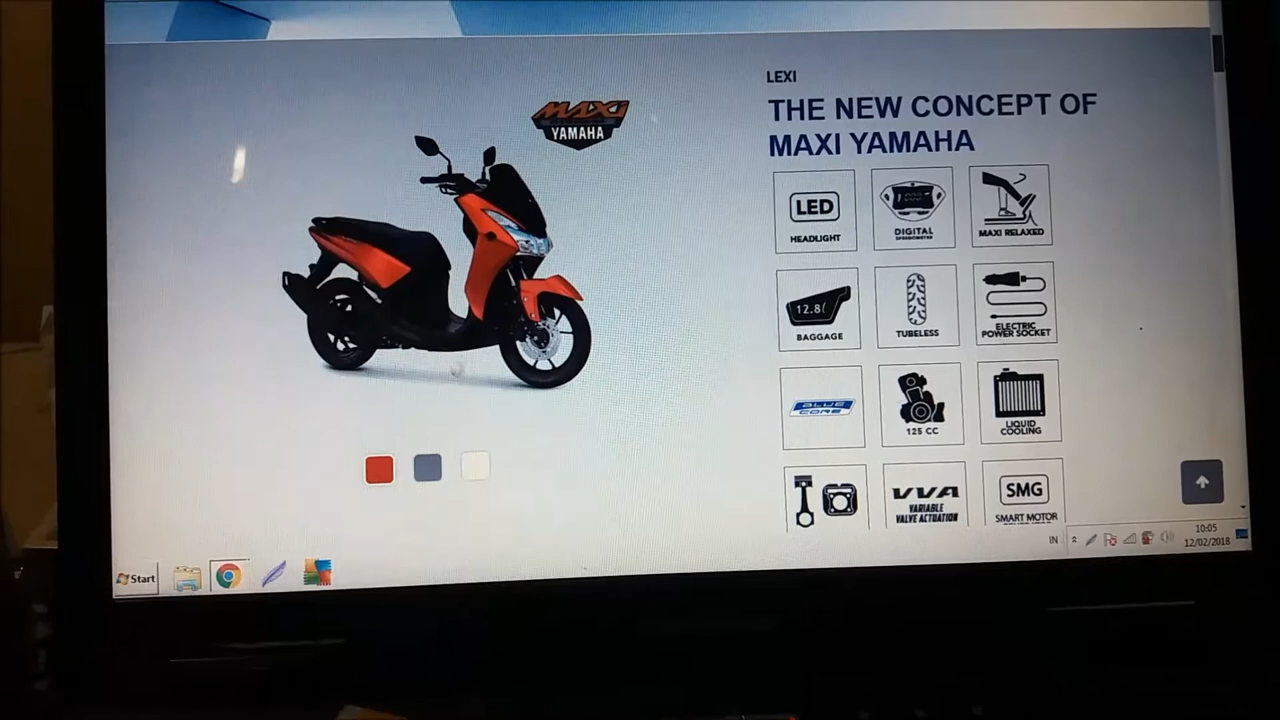 MAXi
YAMAHA
LEXI
THE NEW CONCEPT OF
MAXI YAMAHA
LED
HEADLIGHT
DIGITAL
SPEEDOMETER
MAXI RELAXED
12.8l
BAGGAGE
TUBELESS
ELECTRIC
POWER SOCKET
BLUE
CORE
125 CC
LIQUID
COOLING
VVA
VARIABLE
VALVE ACTUATION
SMG
SMART MOTOR
Start
IN
10:05
12/02/2018